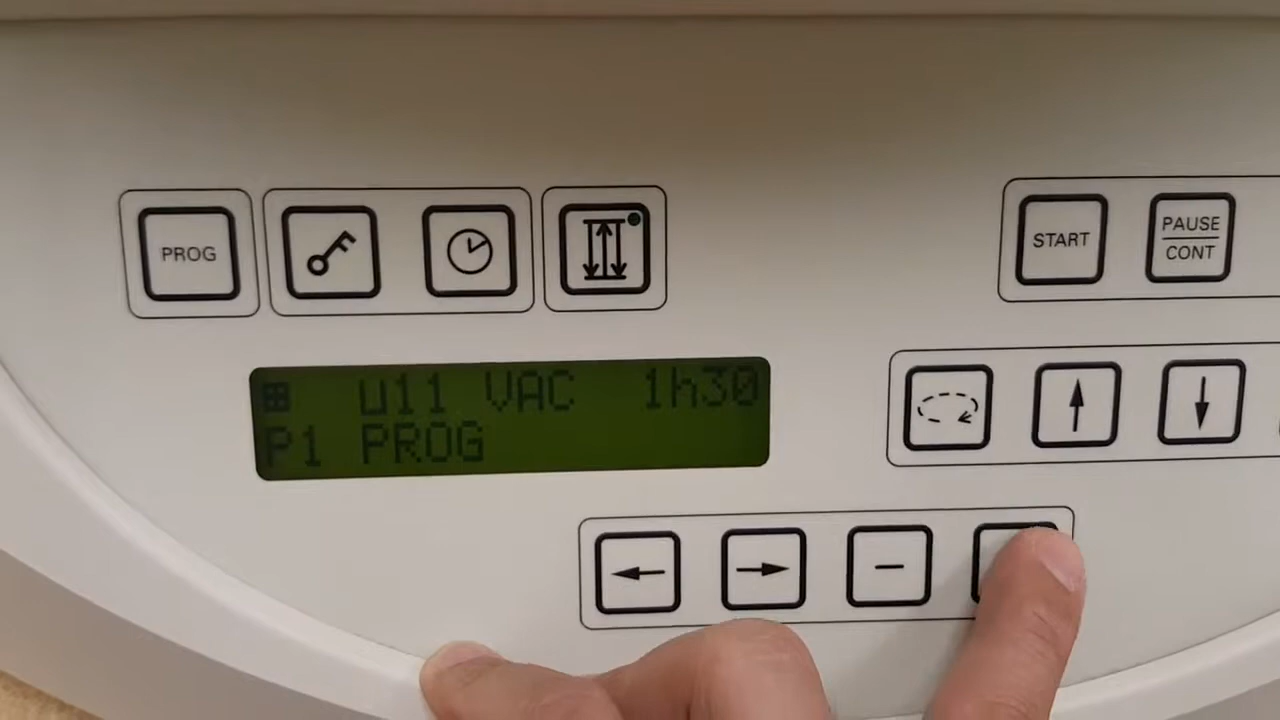 PROG
START
PAUSE
CONT
u11 VAC 1h30
P1 PROG